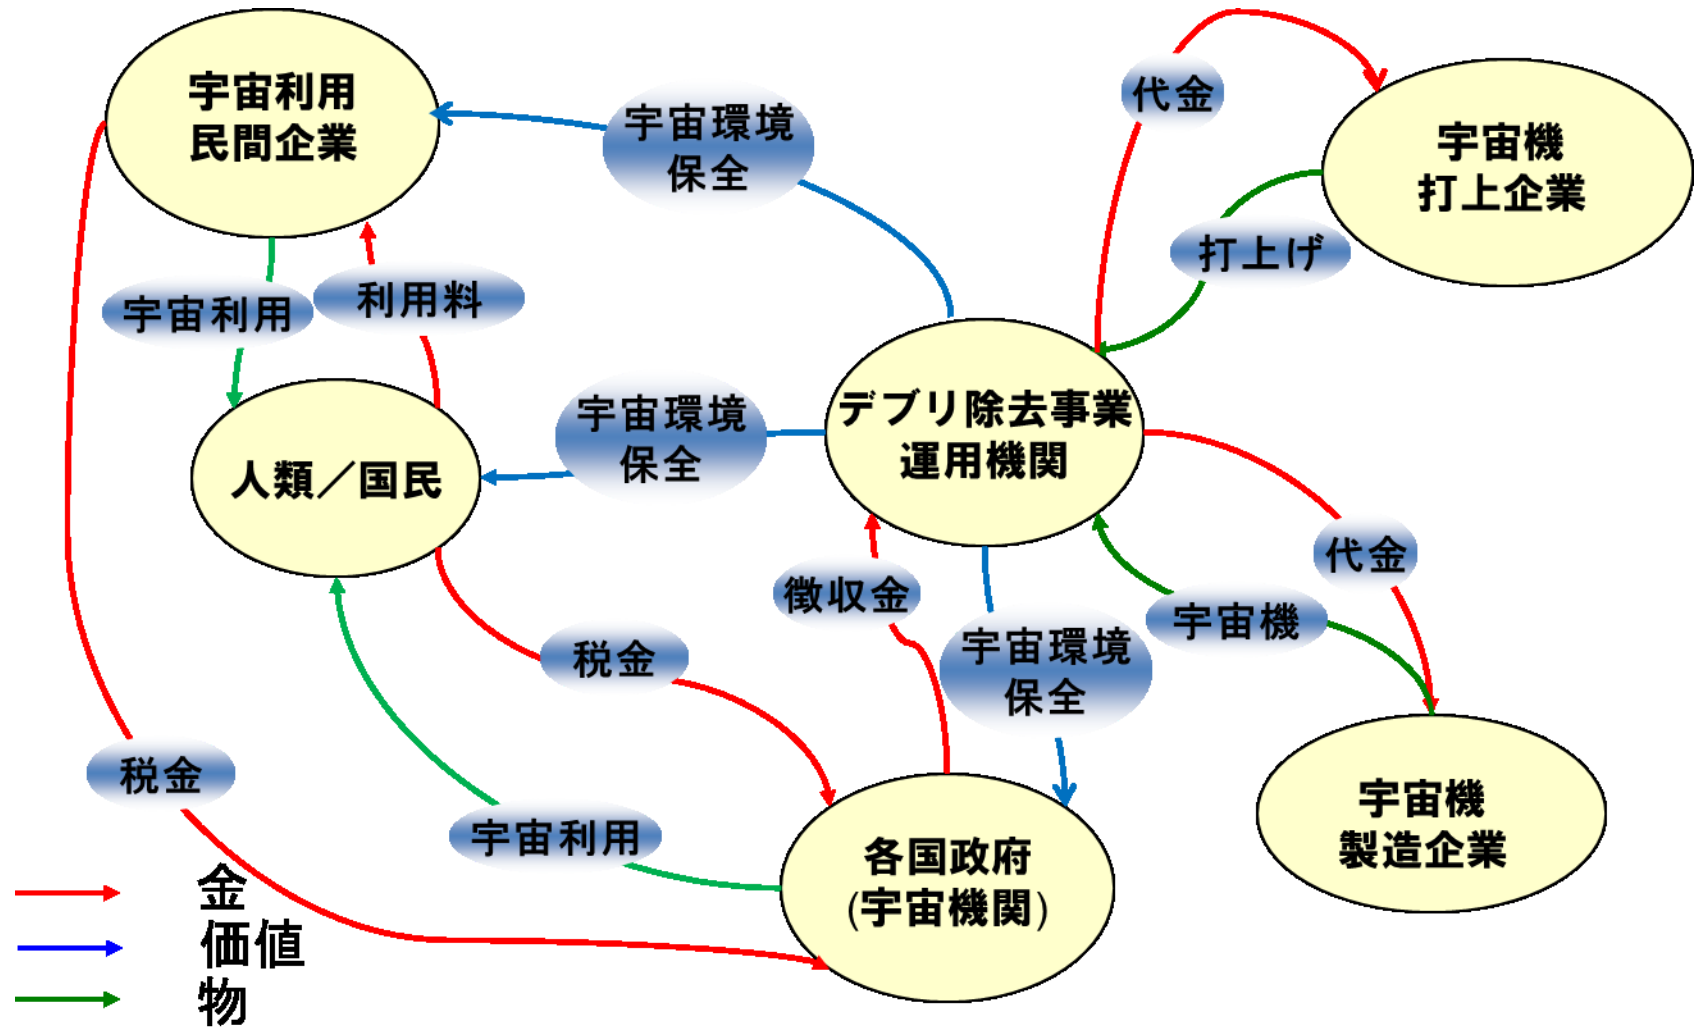 宇宙利用
民間企業
宇宙環境
保全
代金
宇宙機
打上企業
打上げ
宇宙利用
利用料
人類／国民
宇宙環境
保全
デブリ除去事業
運用機関
代金
徴収金
宇宙機
税金
宇宙環境
保全
税金
宇宙利用
各国政府
(宇宙機関)
宇宙機
製造企業
金
価値
物